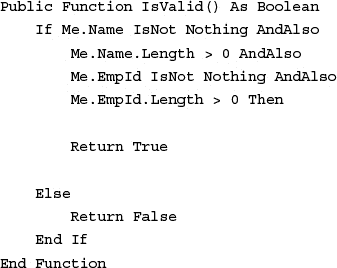 Public Function IsValid() As Boolean
    If Me.Name IsNot Nothing AndAlso
        Me.Name.Length > 0 AndAlso
        Me.EmpId IsNot Nothing AndAlso
        Me.EmpId.Length > 0 Then

        Return True

    Else
        Return False
    End If
End Function